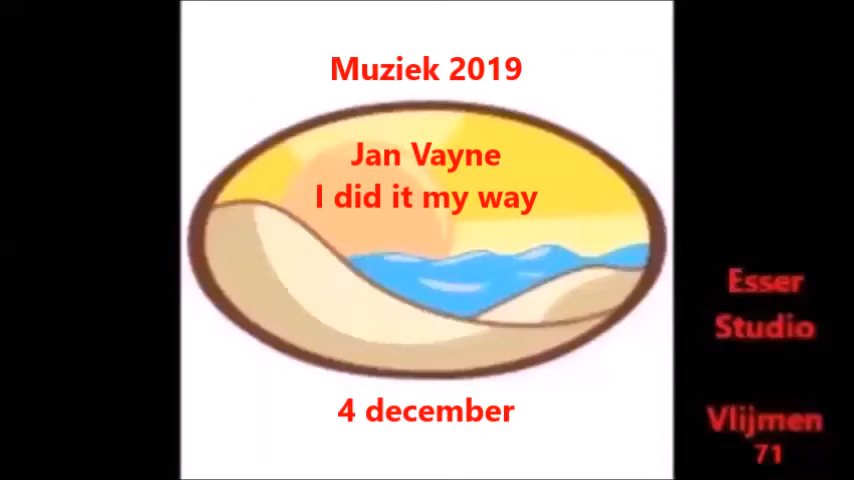 Muziek 2019
Jan Vayne
I did it my way
4 december
Esser
Studio
Vlijmen
71